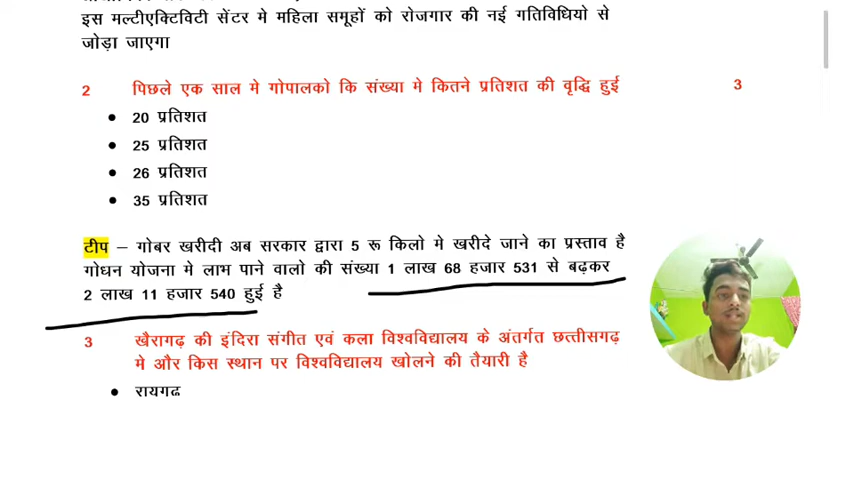 इस मल्टीएक्टिविटी सेंटर मे महिला समूहों को रोजगार की नई गतिविधियो से
जोड़ा जाएगा
2 पिछले एक साल मे गोपालको कि संख्या मे कितने प्रतिशत की वृद्धि हुई 3
• 20 प्रतिशत
• 25 प्रतिशत
• 26 प्रतिशत
• 35 प्रतिशत
टीप – गोबर खरीदी अब सरकार द्वारा 5 रू किलो मे खरीदे जाने का प्रस्ताव है
गोधन योजना मे लाभ पाने वालो की संख्या 1 लाख 68 हजार 531 से बढ़कर
2 लाख 11 हजार 540 हुई है
3 खैरागढ़ की इंदिरा संगीत एवं कला विश्वविद्यालय के अंतर्गत छत्तीसगढ़
मे और किस स्थान पर विश्वविद्यालय खोलने की तैयारी है
• रायगढ